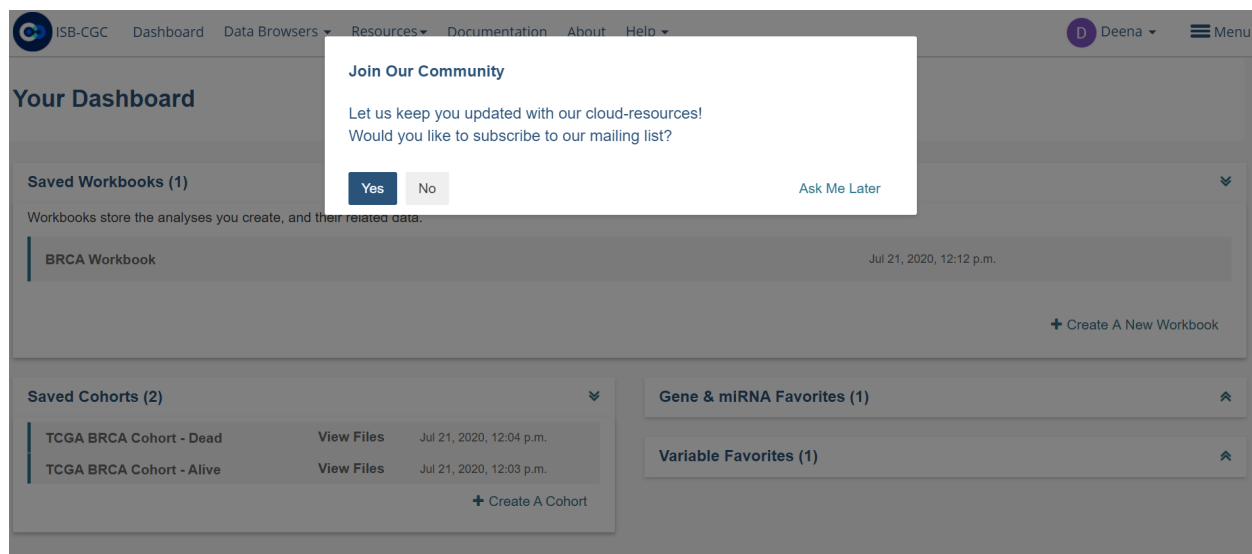 ISB-CGC Dashboard Data Browsers Resources Documentation About Help D Deena Menu
Join Our Community
Your Dashboard
Let us keep you updated with our cloud-resources!
Would you like to subscribe to our mailing list?
Yes No Ask Me Later
Saved Workbooks (1)
Workbooks store the analyses you create, and their related data.
BRCA Workbook Jul 21, 2020, 12:12 p.m.
+ Create A New Workbook
Saved Cohorts (2)
TCGA BRCA Cohort - Dead View Files Jul 21, 2020, 12:04 p.m.
TCGA BRCA Cohort - Alive View Files Jul 21, 2020, 12:03 p.m.
+ Create A Cohort
Gene & miRNA Favorites (1)
Variable Favorites (1)